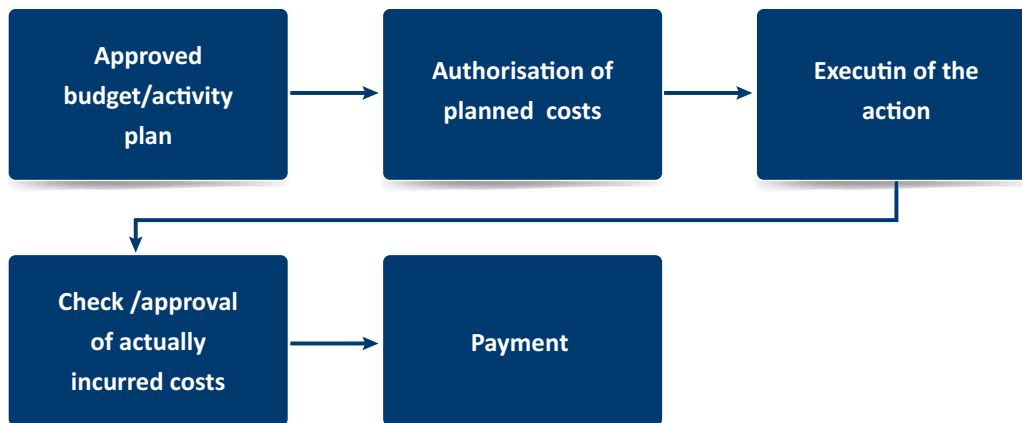 Approved
budget/activity
plan
Authorisation of
planned costs
Executin of the
action
Check /approval
of actually
incurred costs
Payment